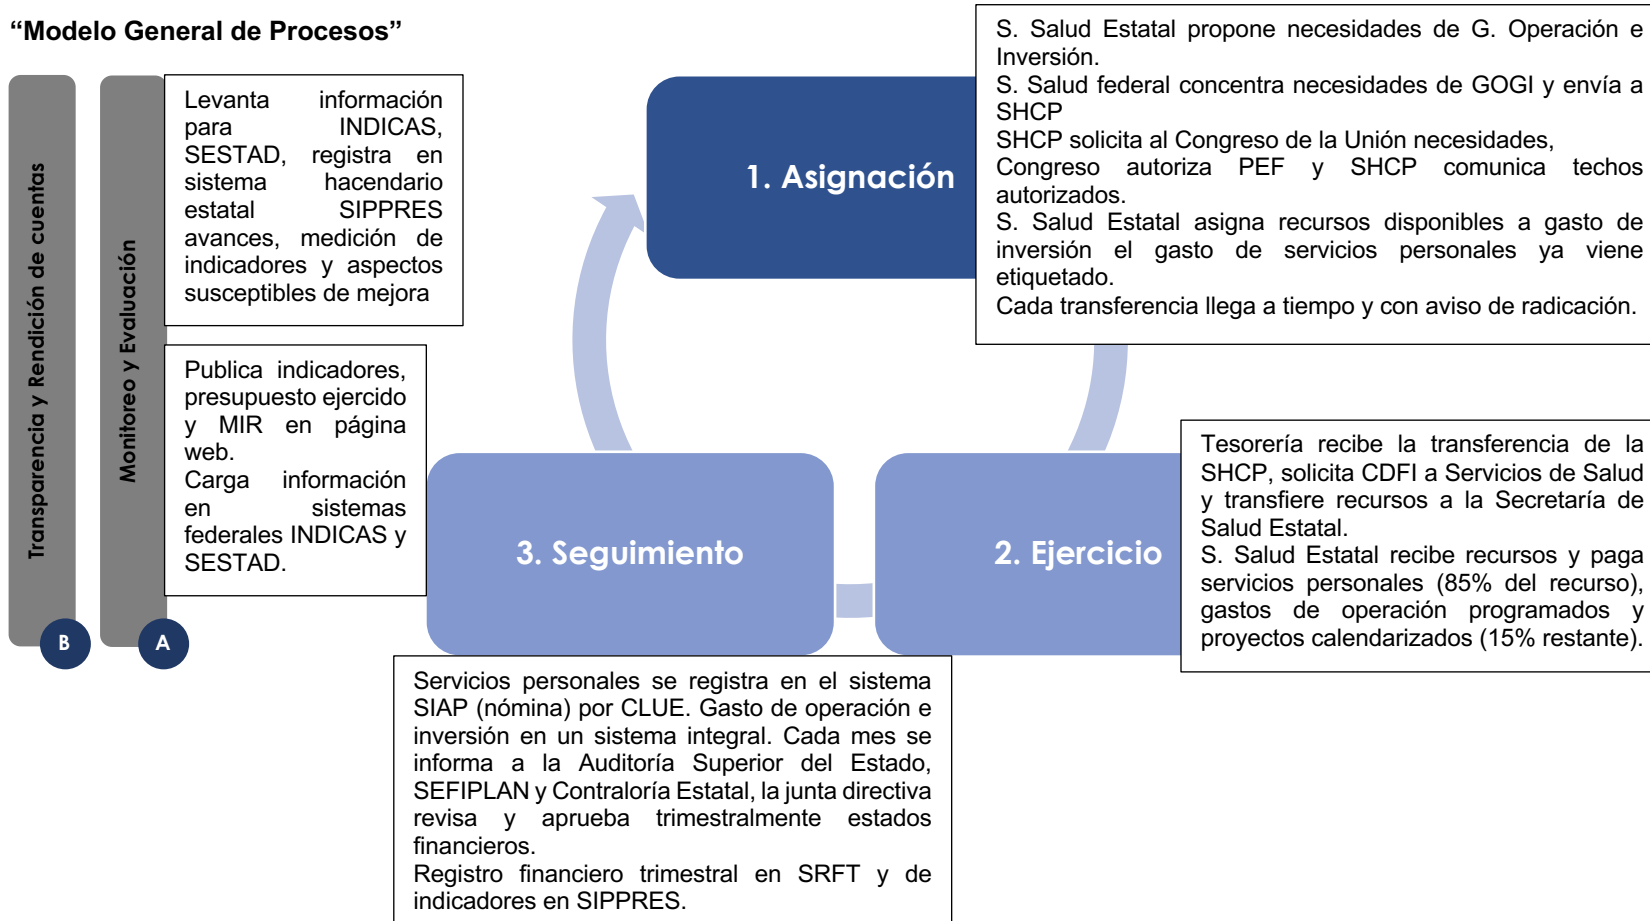 “Modelo General de Procesos”
Transparencia y Rendición de cuentas
B
Monitoreo y Evaluación
A
Levanta información
para INDICAS,
SESTAD, registra en
sistema hacendario
estatal SIPPRES
avances, medición de
indicadores y aspectos
susceptibles de mejora
Publica indicadores,
presupuesto ejercido
y MIR en página
web.
Carga información
en sistemas
federales INDICAS y
SESTAD.
1. Asignación
S. Salud Estatal propone necesidades de G. Operación e
Inversión.
S. Salud federal concentra necesidades de GOGI y envía a
SHCP
SHCP solicita al Congreso de la Unión necesidades,
Congreso autoriza PEF y SHCP comunica techos
autorizados.
S. Salud Estatal asigna recursos disponibles a gasto de
inversión el gasto de servicios personales ya viene
etiquetado.
Cada transferencia llega a tiempo y con aviso de radicación.
2. Ejercicio
Tesorería recibe la transferencia de la
SHCP, solicita CDFI a Servicios de Salud
y transfiere recursos a la Secretaría de
Salud Estatal.
S. Salud Estatal recibe recursos y paga
servicios personales (85% del recurso),
gastos de operación programados y
proyectos calendarizados (15% restante).
3. Seguimiento
Servicios personales se registra en el sistema
SIAP (nómina) por CLUE. Gasto de operación e
inversión en un sistema integral. Cada mes se
informa a la Auditoría Superior del Estado,
SEFIPLAN y Contraloría Estatal, la junta directiva
revisa y aprueba trimestralmente estados
financieros.
Registro financiero trimestral en SRFT y de
indicadores en SIPPRES.